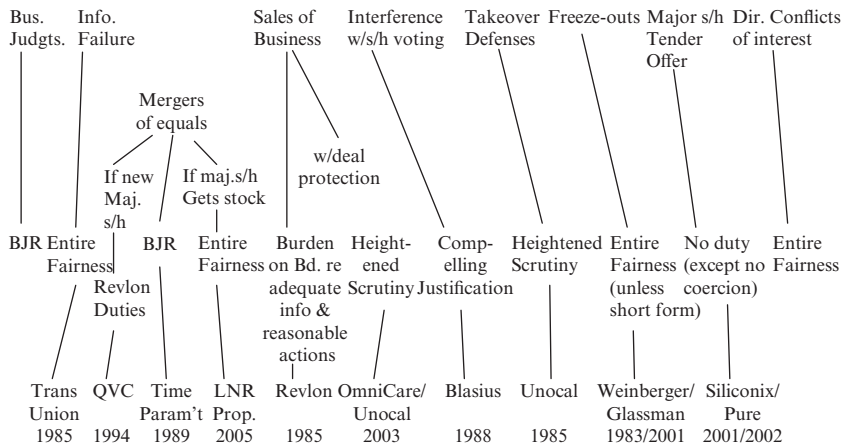 Bus. Judgts.
Info. Failure
Sales of Business
Interference w/s/h voting
Takeover Defenses
Freeze-outs
Major s/h Tender Offer
Dir. Conflicts of interest
Mergers of equals
w/deal protection
If new Maj. s/h
If maj.s/h Gets stock
BJR
Entire Fairness
Revlon Duties
BJR
Entire Fairness
Burden on Bd. re adequate info & reasonable actions
Height-ened Scrutiny
Comp-elling Justification
Heightened Scrutiny
Entire Fairness (unless short form)
No duty (except no coercion)
Entire Fairness
Trans Union 1985
QVC 1994
Time Param't 1989
LNR Prop. 2005
Revlon 1985
OmniCare/ Unocal 2003
Blasius 1988
Unocal 1985
Weinberger/ Glassman 1983/2001
Siliconix/ Pure 2001/2002